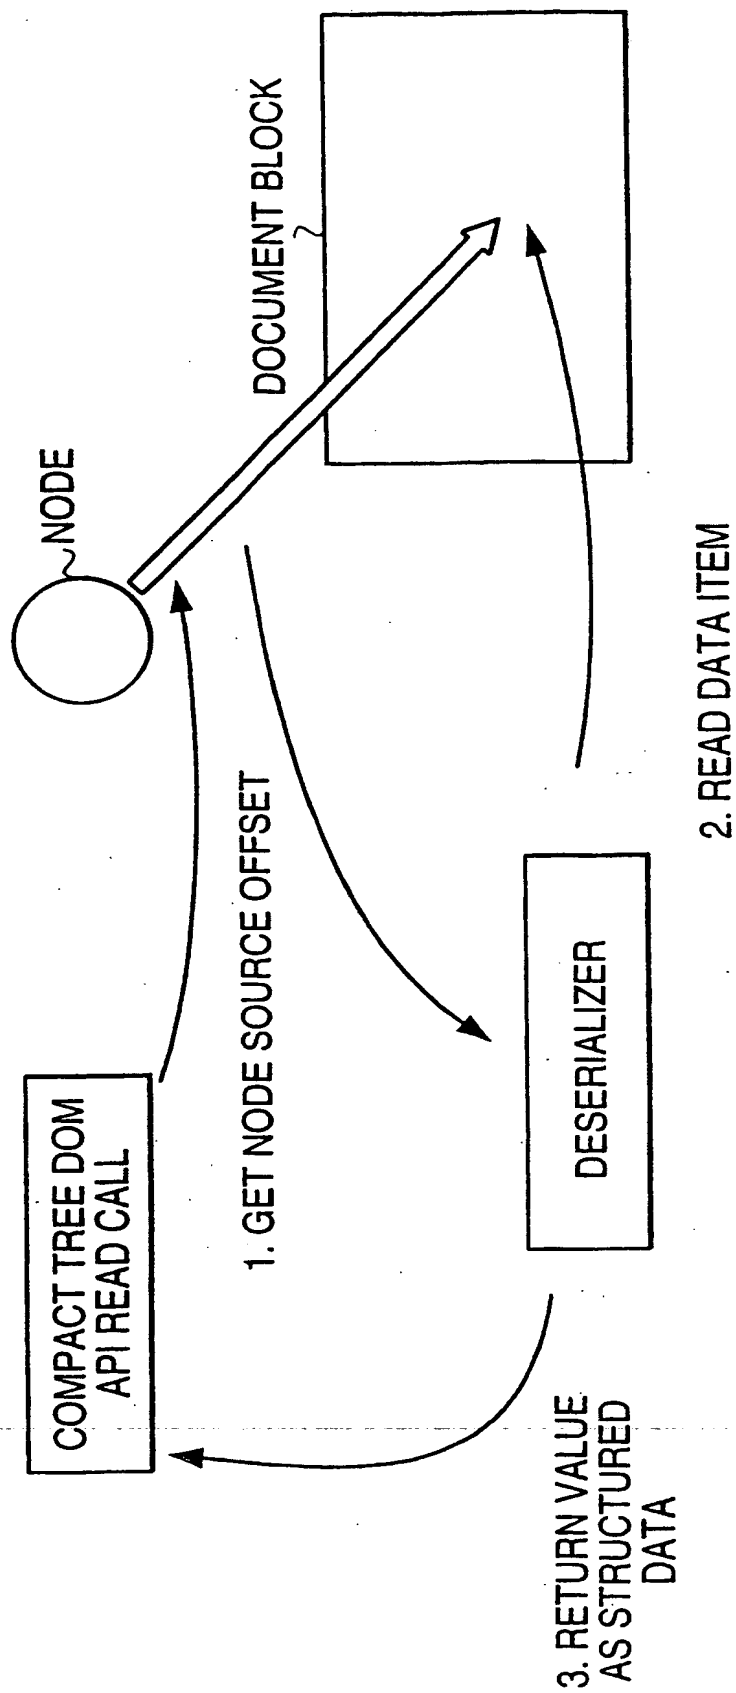 COMPACT TREE DOM
API READ CALL
NODE
DOCUMENT BLOCK
1. GET NODE SOURCE OFFSET
DESERIALIZER
2. READ DATA ITEM
3. RETURN VALUE
AS STRUCTURED
DATA